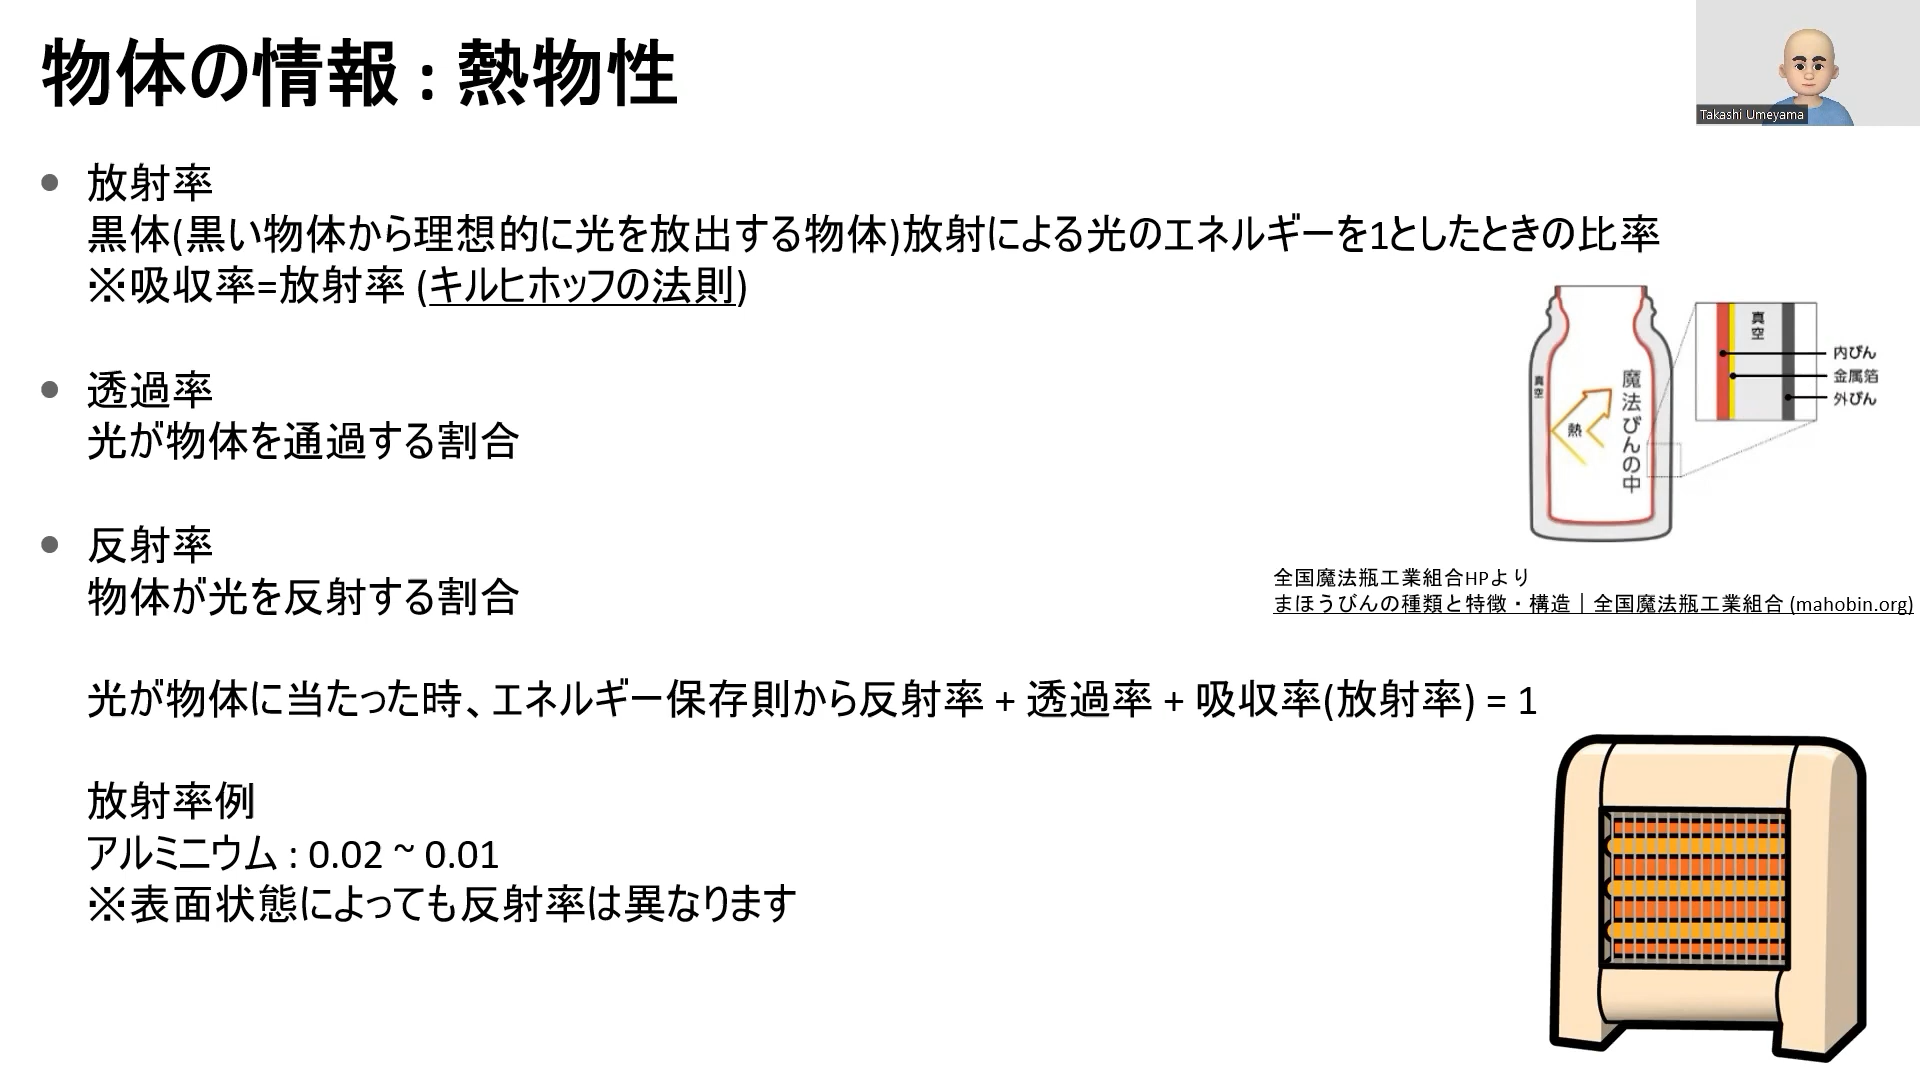 物体の情報 : 熱物性
Takashi Umeyama
• 放射率
黒体(黒い物体から理想的に光を放出する物体)放射による光のエネルギーを1としたときの比率
※吸収率=放射率 (キルヒホッフの法則)
• 透過率
光が物体を通過する割合
• 反射率
物体が光を反射する割合
光が物体に当たった時、エネルギー保存則から反射率 + 透過率 + 吸収率(放射率) = 1
放射率例
アルミニウム : 0.02 ~ 0.01
※表面状態によっても反射率は異なります
真空
熱
魔法びんの中
真空
内びん
金属箔
外びん
全国魔法瓶工業組合HPより
まほうびんの種類と特徴・構造｜全国魔法瓶工業組合 (mahobin.org)